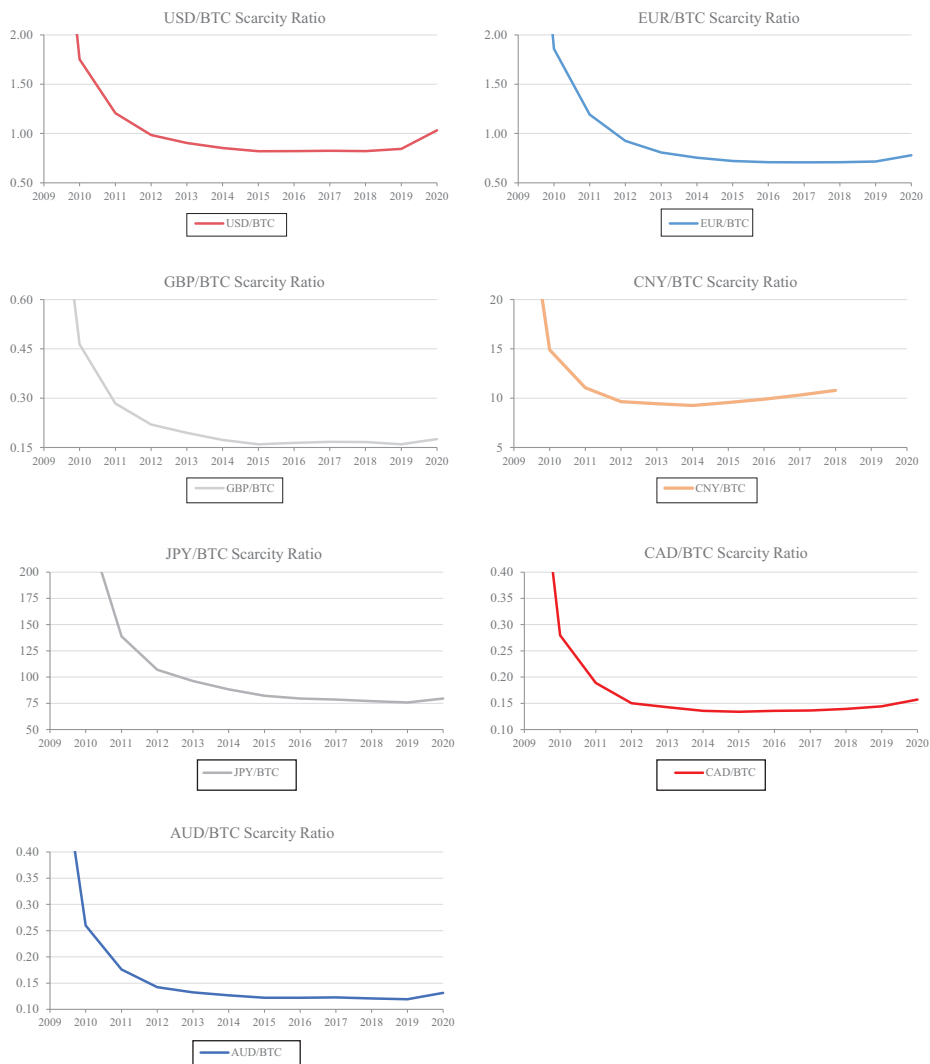 USD/BTC Scarcity Ratio
2.00
1.50
1.00
0.50
2009 2010 2011 2012 2013 2014 2015 2016 2017 2018 2019 2020
USD/BTC
EUR/BTC Scarcity Ratio
2.00
1.50
1.00
0.50
2009 2010 2011 2012 2013 2014 2015 2016 2017 2018 2019 2020
EUR/BTC
GBP/BTC Scarcity Ratio
0.60
0.45
0.30
0.15
2009 2010 2011 2012 2013 2014 2015 2016 2017 2018 2019 2020
GBP/BTC
CNY/BTC Scarcity Ratio
20
15
10
5
2009 2010 2011 2012 2013 2014 2015 2016 2017 2018 2019 2020
CNY/BTC
JPY/BTC Scarcity Ratio
200
175
150
125
100
75
50
2009 2010 2011 2012 2013 2014 2015 2016 2017 2018 2019 2020
JPY/BTC
CAD/BTC Scarcity Ratio
0.40
0.35
0.30
0.25
0.20
0.15
0.10
2009 2010 2011 2012 2013 2014 2015 2016 2017 2018 2019 2020
CAD/BTC
AUD/BTC Scarcity Ratio
0.40
0.35
0.30
0.25
0.20
0.15
0.10
2009 2010 2011 2012 2013 2014 2015 2016 2017 2018 2019 2020
AUD/BTC